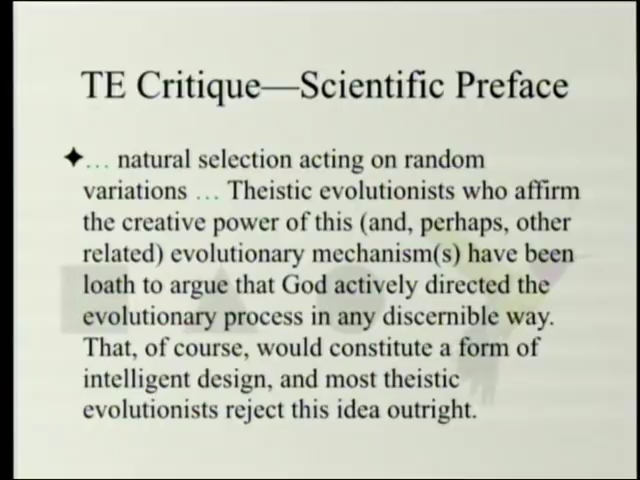 TE Critique—Scientific Preface
✦… natural selection acting on random
variations … Theistic evolutionists who affirm
the creative power of this (and, perhaps, other
related) evolutionary mechanism(s) have been
loath to argue that God actively directed the
evolutionary process in any discernible way.
That, of course, would constitute a form of
intelligent design, and most theistic
evolutionists reject this idea outright.